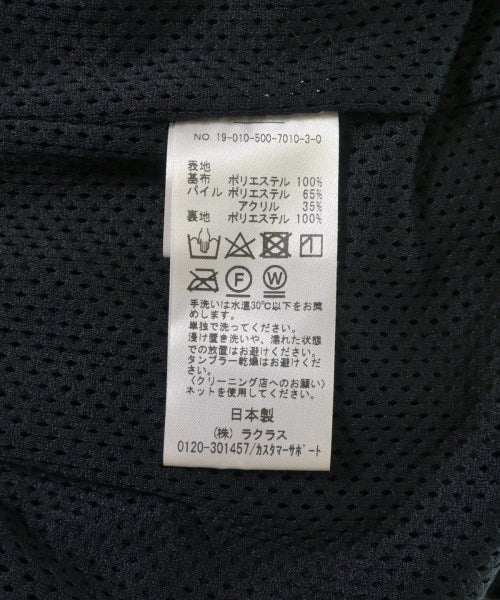 NO. 19-010-500-7010-3-0
表地
基布 ポリエステル 100%
パイル ポリエステル 65%
アクリル 35%
裏地 ポリエステル 100%
F W
手洗いは水温30℃以下をお薦
めします。
単独で洗ってください。
浸け置き洗いや、濡れた状態
での放置はお避けください。
タンブラー乾燥はお避けください。
〈クリーニング店へのお願い〉
ネットを使用してください。
日本製
(株) ラクラス
0120-301457/カスタマーサポート